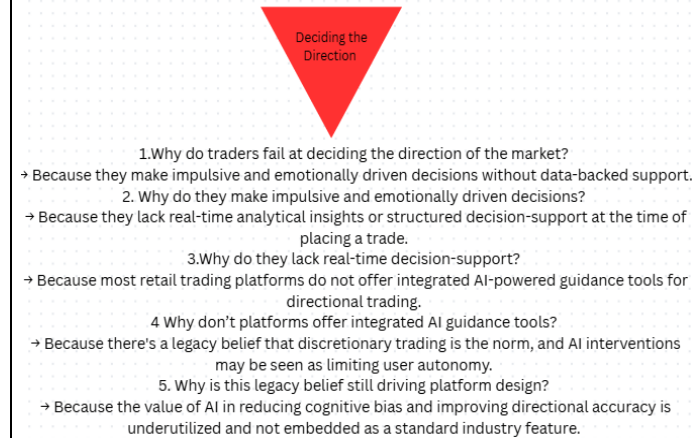 Deciding the
Direction
1.Why do traders fail at deciding the direction of the market?
→ Because they make impulsive and emotionally driven decisions without data-backed support.
2. Why do they make impulsive and emotionally driven decisions?
→ Because they lack real-time analytical insights or structured decision-support at the time of
placing a trade.
3.Why do they lack real-time decision-support?
→ Because most retail trading platforms do not offer integrated AI-powered guidance tools for
directional trading.
4 Why don't platforms offer integrated AI guidance tools?
→ Because there's a legacy belief that discretionary trading is the norm, and AI interventions
may be seen as limiting user autonomy.
5. Why is this legacy belief still driving platform design?
→ Because the value of AI in reducing cognitive bias and improving directional accuracy is
underutilized and not embedded as a standard industry feature.